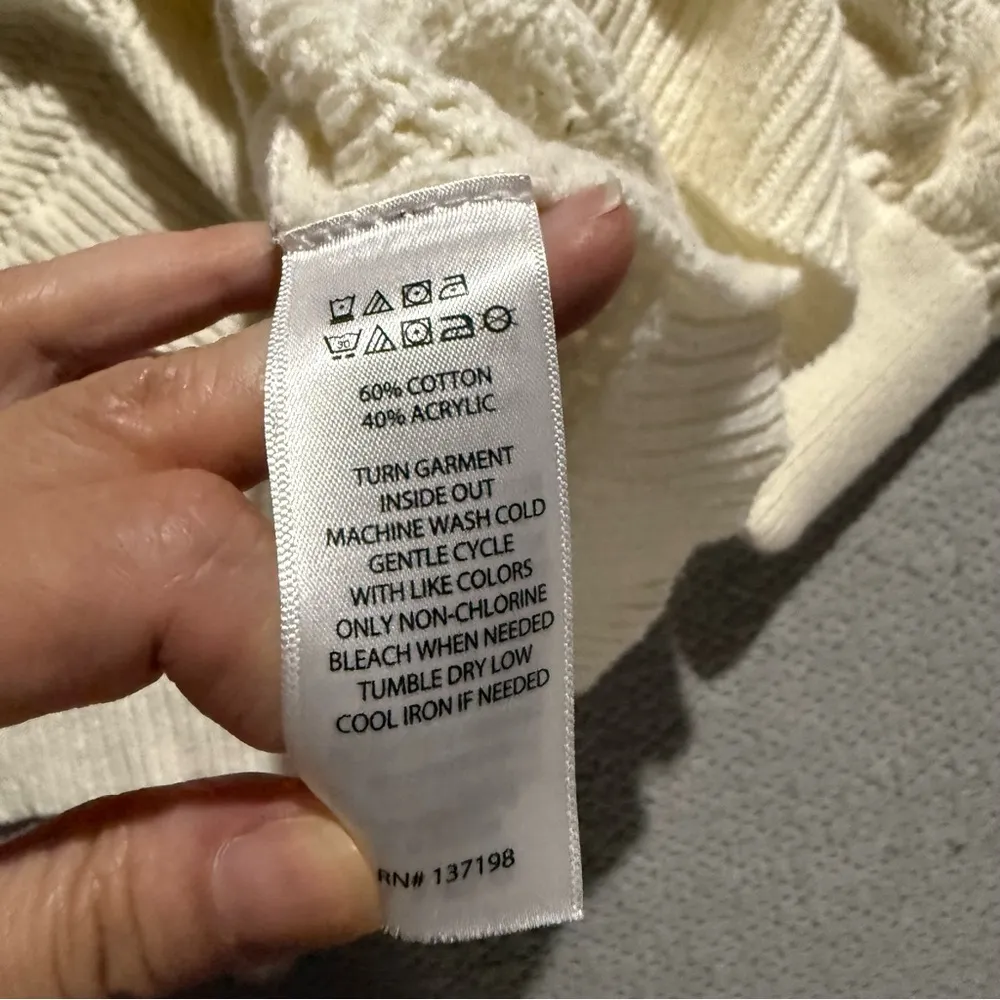 30
60% COTTON
40% ACRYLIC
TURN GARMENT
INSIDE OUT
MACHINE WASH COLD
GENTLE CYCLE
WITH LIKE COLORS
ONLY NON-CHLORINE
BLEACH WHEN NEEDED
TUMBLE DRY LOW
COOL IRON IF NEEDED
RN# 137198